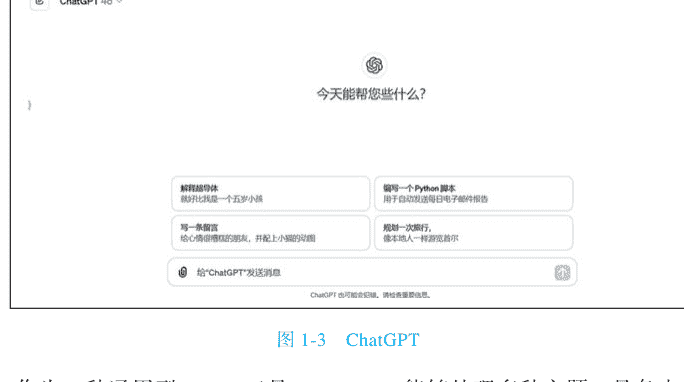 ChatGPT 4o
今天能帮您些什么?
解释超导体
就好比我是一个五岁小孩
编写一个 Python 脚本
用于自动发送每日电子邮件报告
写一条留言
给心情很糟糕的朋友，并配上小猫的动图
规划一次旅行，
像本地人一样游览首尔
给"ChatGPT"发送消息
ChatGPT 也可能会犯错。请检查重要信息。
图 1-3 ChatGPT